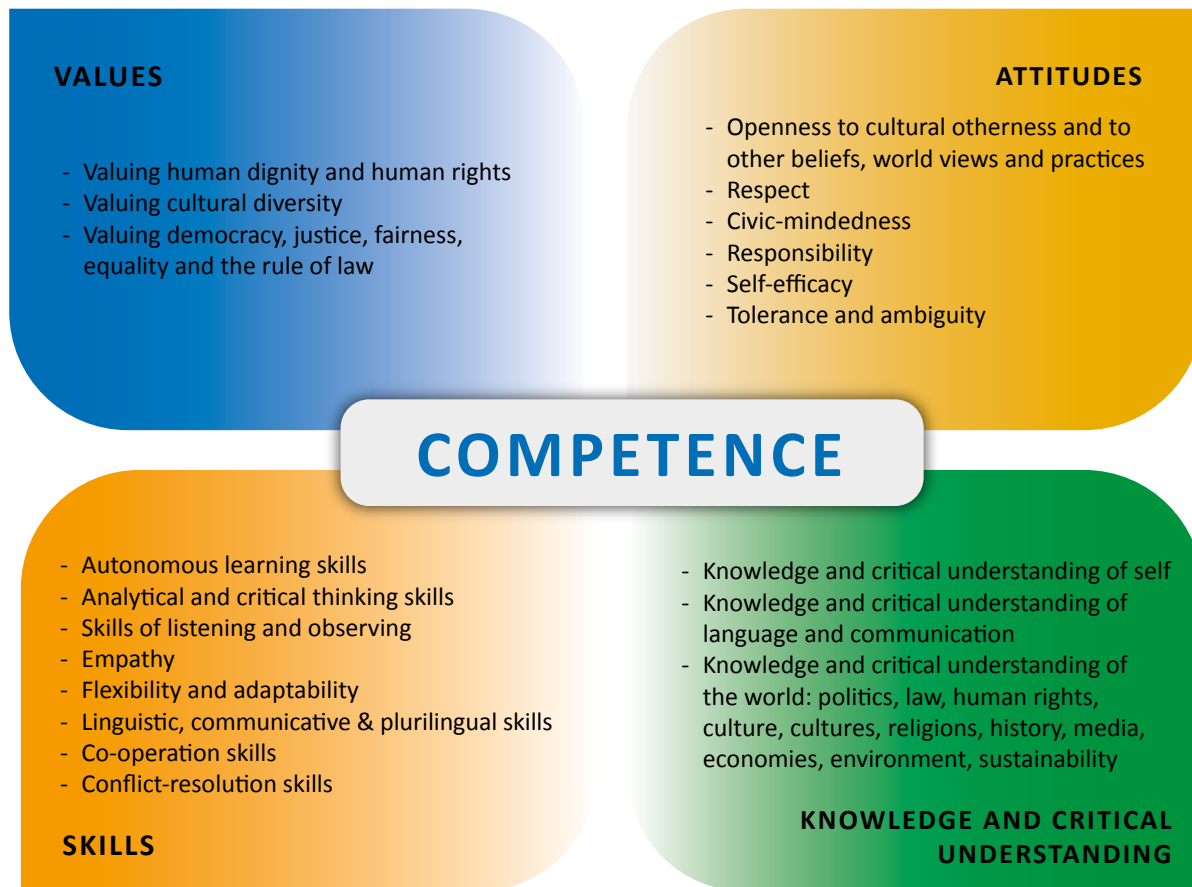 VALUES
- Valuing human dignity and human rights
- Valuing cultural diversity
- Valuing democracy, justice, fairness,
equality and the rule of law
ATTITUDES
- Openness to cultural otherness and to
other beliefs, world views and practices
- Respect
- Civic-mindedness
- Responsibility
- Self-efficacy
- Tolerance and ambiguity
COMPETENCE
- Autonomous learning skills
- Analytical and critical thinking skills
- Skills of listening and observing
- Empathy
- Flexibility and adaptability
- Linguistic, communicative & plurilingual skills
- Co-operation skills
- Conflict-resolution skills
SKILLS
- Knowledge and critical understanding of self
- Knowledge and critical understanding of
language and communication
- Knowledge and critical understanding of
the world: politics, law, human rights,
culture, cultures, religions, history, media,
economies, environment, sustainability
KNOWLEDGE AND CRITICAL
UNDERSTANDING